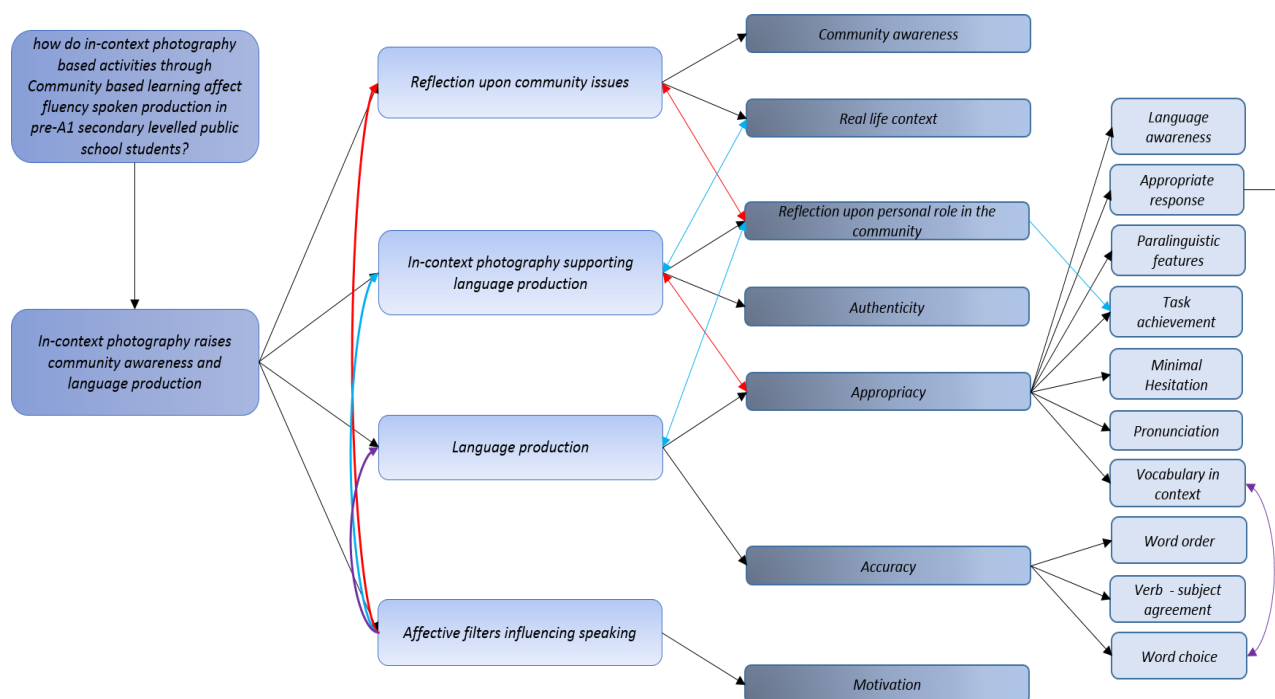 how do in-context photography
based activities through
Community based learning affect
fluency spoken production in
pre-A1 secondary levelled public
school students?
In-context photography raises
community awareness and
language production
Reflection upon community issues
In-context photography supporting
language production
Language production
Affective filters influencing speaking
Community awareness
Real life context
Reflection upon personal role in the
community
Authenticity
Appropriacy
Accuracy
Motivation
Language
awareness
Appropriate
response
Paralinguistic
features
Task
achievement
Minimal
Hesitation
Pronunciation
Vocabulary in
context
Word order
Verb - subject
agreement
Word choice